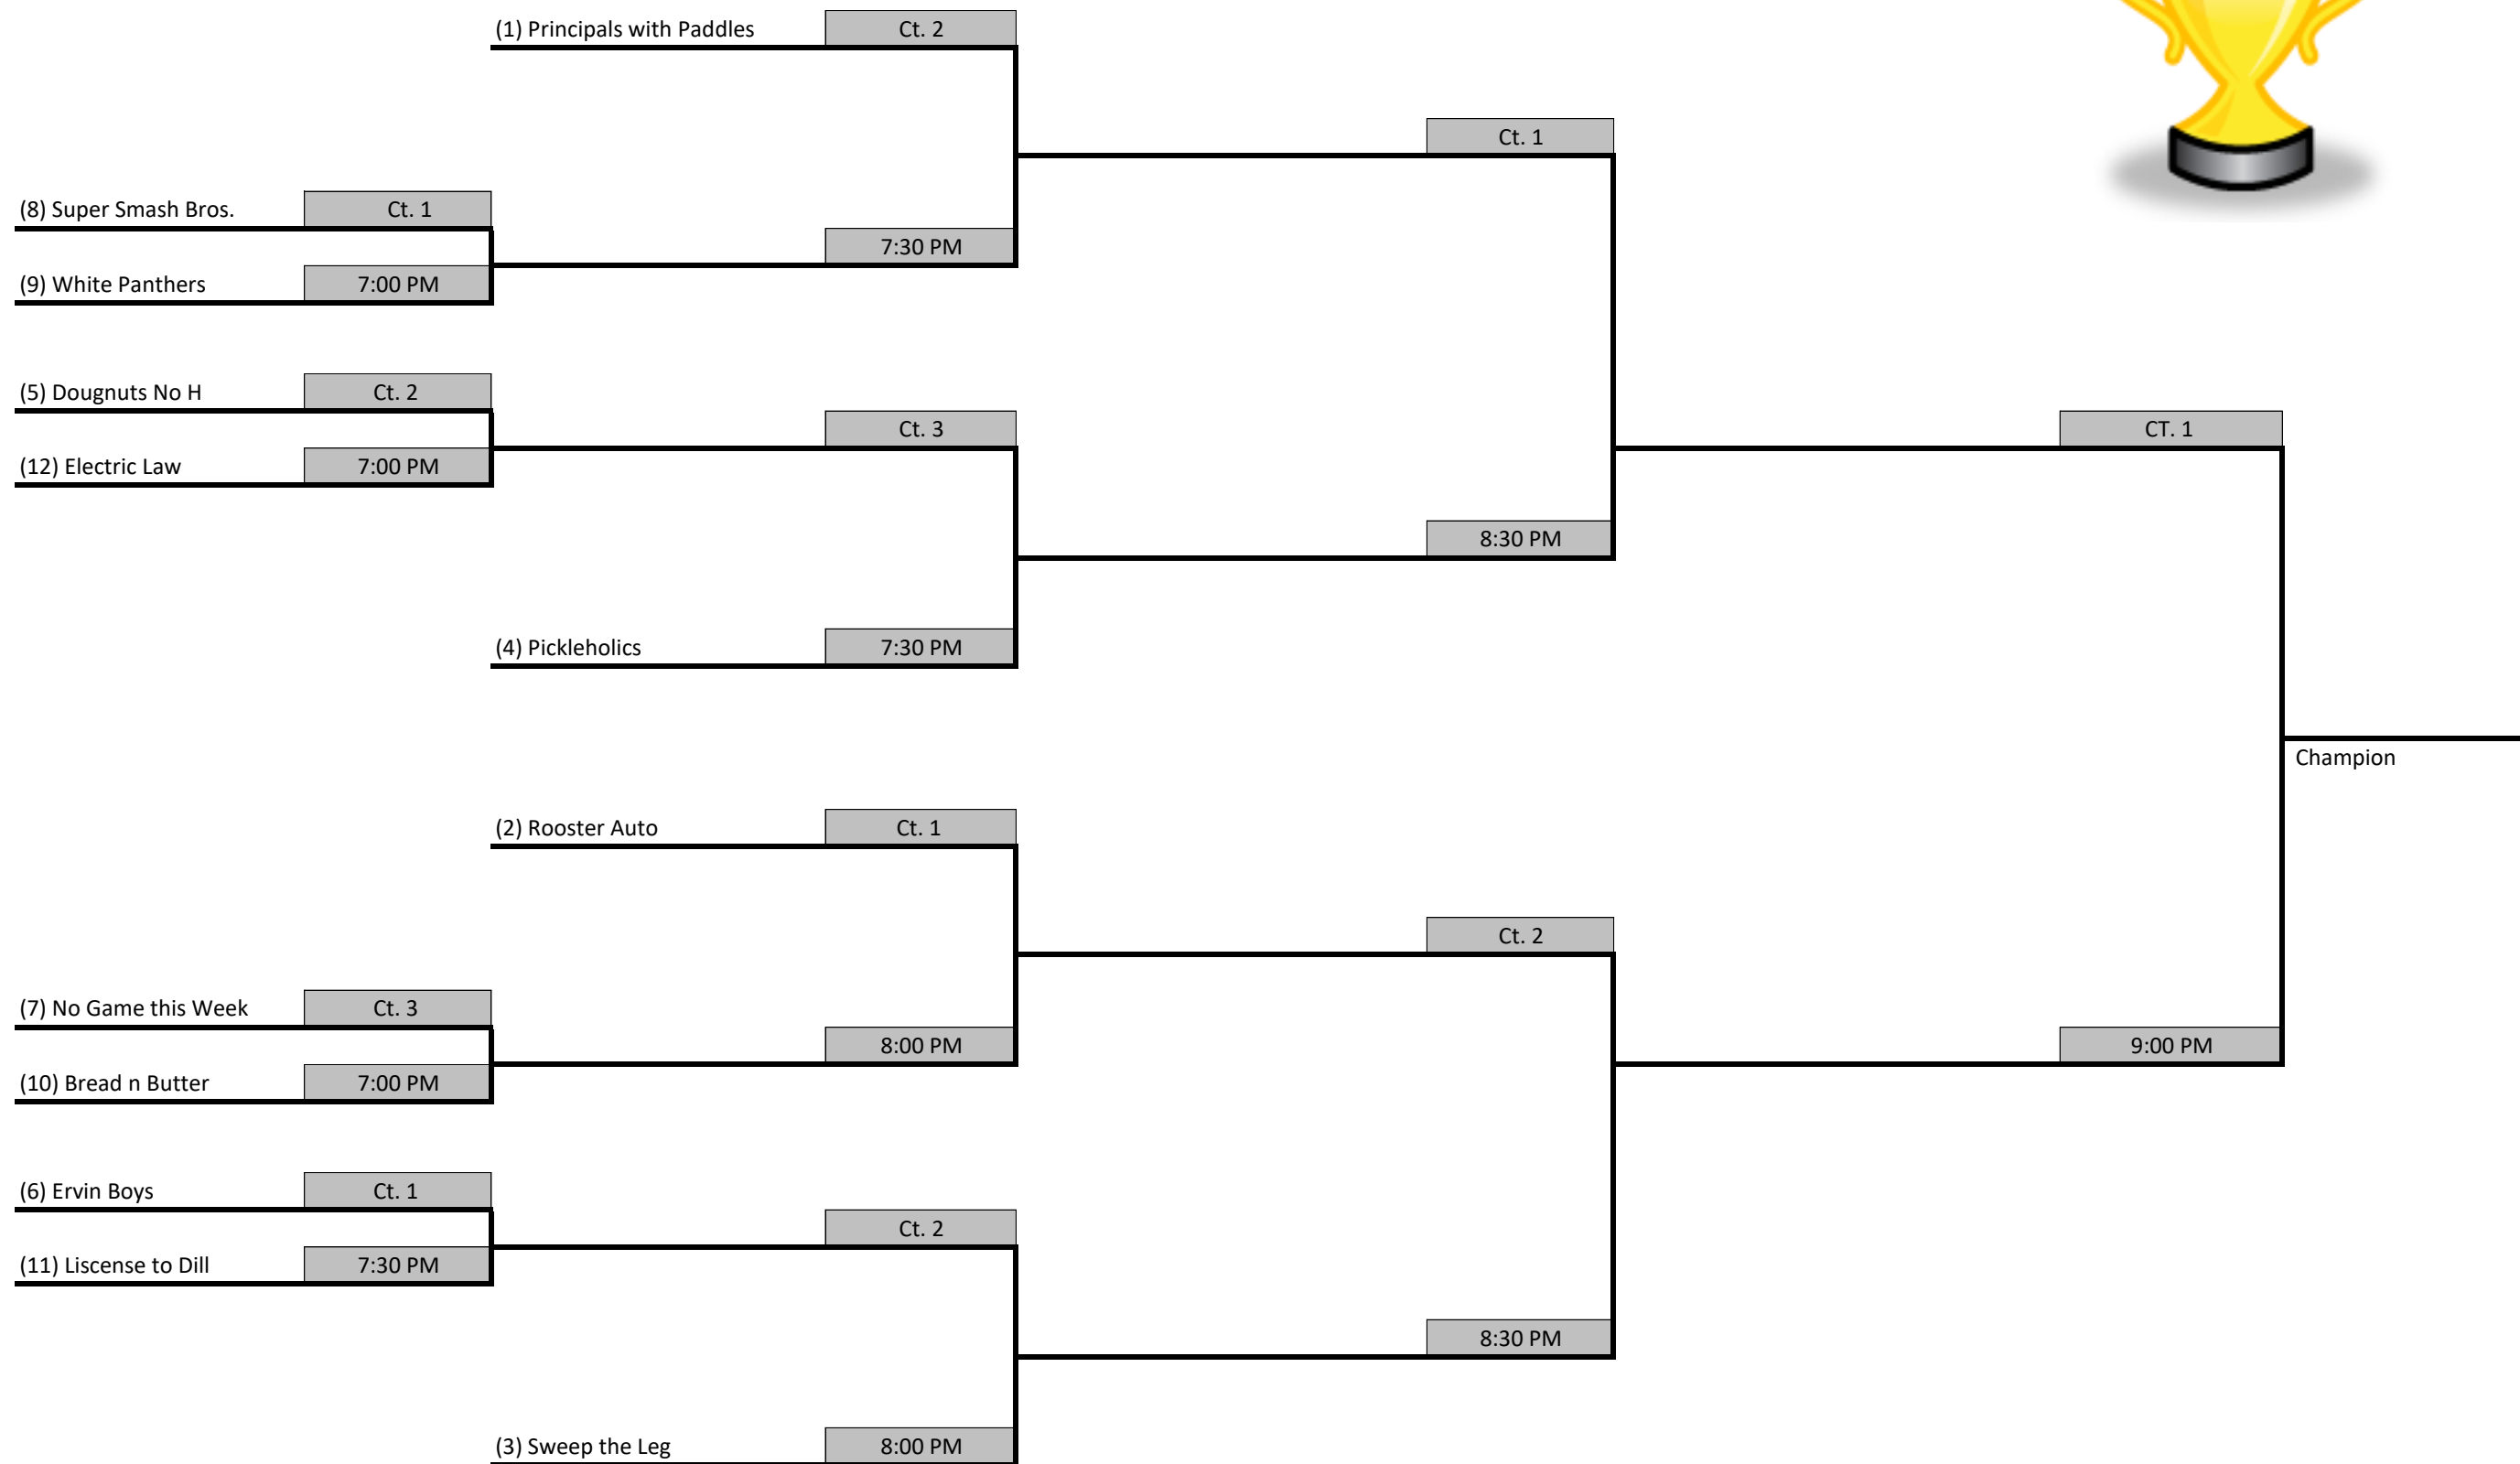 (1) Principals with Paddles Ct. 2
Ct. 1
(8) Super Smash Bros. Ct. 1
7:30 PM
(9) White Panthers 7:00 PM
(5) Dougnuts No H Ct. 2
Ct. 3
CT. 1
(12) Electric Law 7:00 PM
8:30 PM
(4) Pickleholics 7:30 PM
Champion
(2) Rooster Auto Ct. 1
Ct. 2
(7) No Game this Week Ct. 3
8:00 PM
9:00 PM
(10) Bread n Butter 7:00 PM
(6) Ervin Boys Ct. 1
Ct. 2
(11) Liscense to Dill 7:30 PM
8:30 PM
(3) Sweep the Leg 8:00 PM